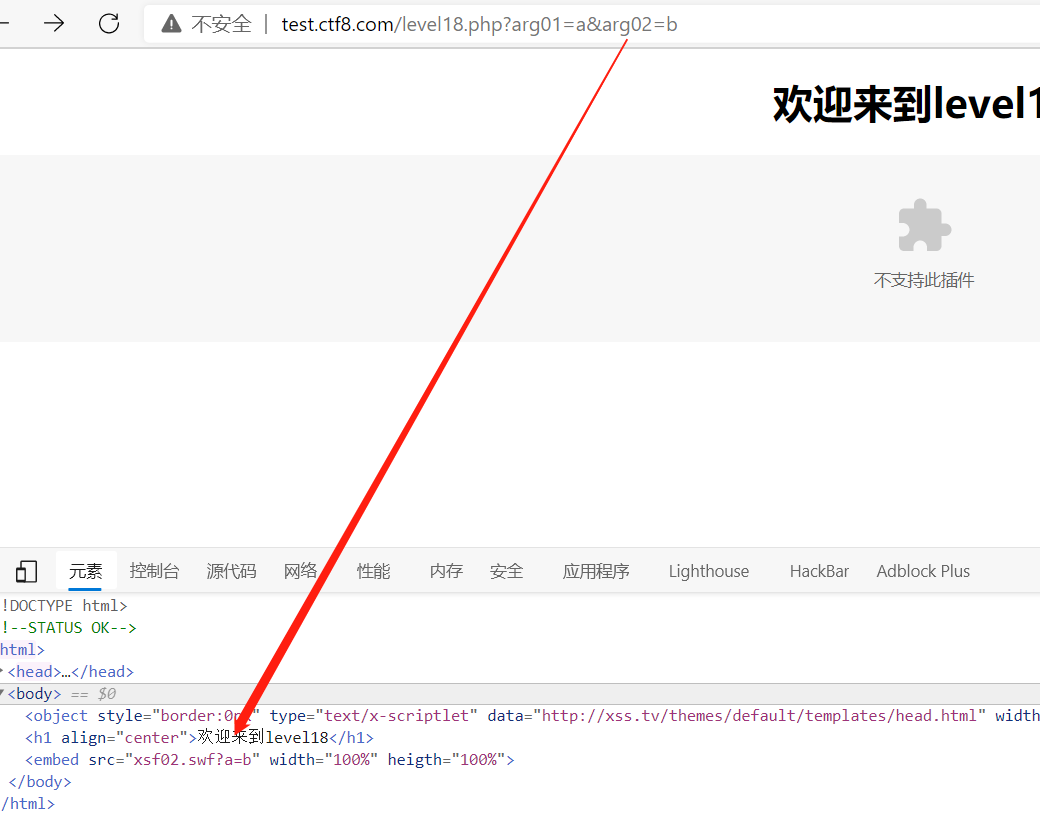 不安全 | test.ctf8.com/level18.php?arg01=a&arg02=b
欢迎来到level1
不支持此插件
元素 控制台 源代码 网络 性能 内存 安全 应用程序 Lighthouse HackBar Adblock Plus
!DOCTYPE html>
!--STATUS OK-->
html>
<head>…</head>
<body> == $0
<object style="border:0px" type="text/x-scriptlet" data="http://xss.tv/themes/default/templates/head.html" width
<h1 align="center">欢迎来到level18</h1>
<embed src="xsf02.swf?a=b" width="100%" heigth="100%">
</body>
/html>